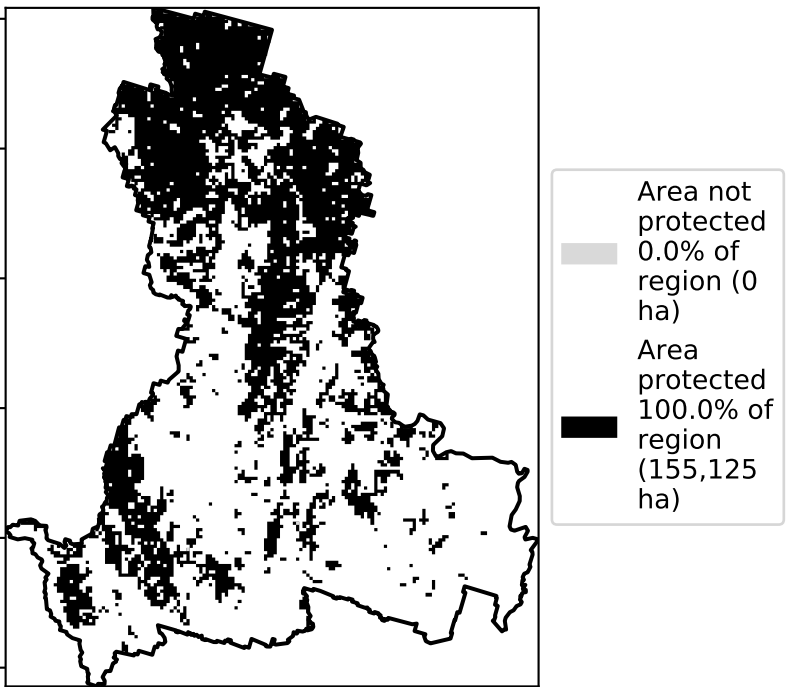 Area not
protected
0.0% of
region (0
ha)
Area
protected
100.0% of
region
(155,125
ha)